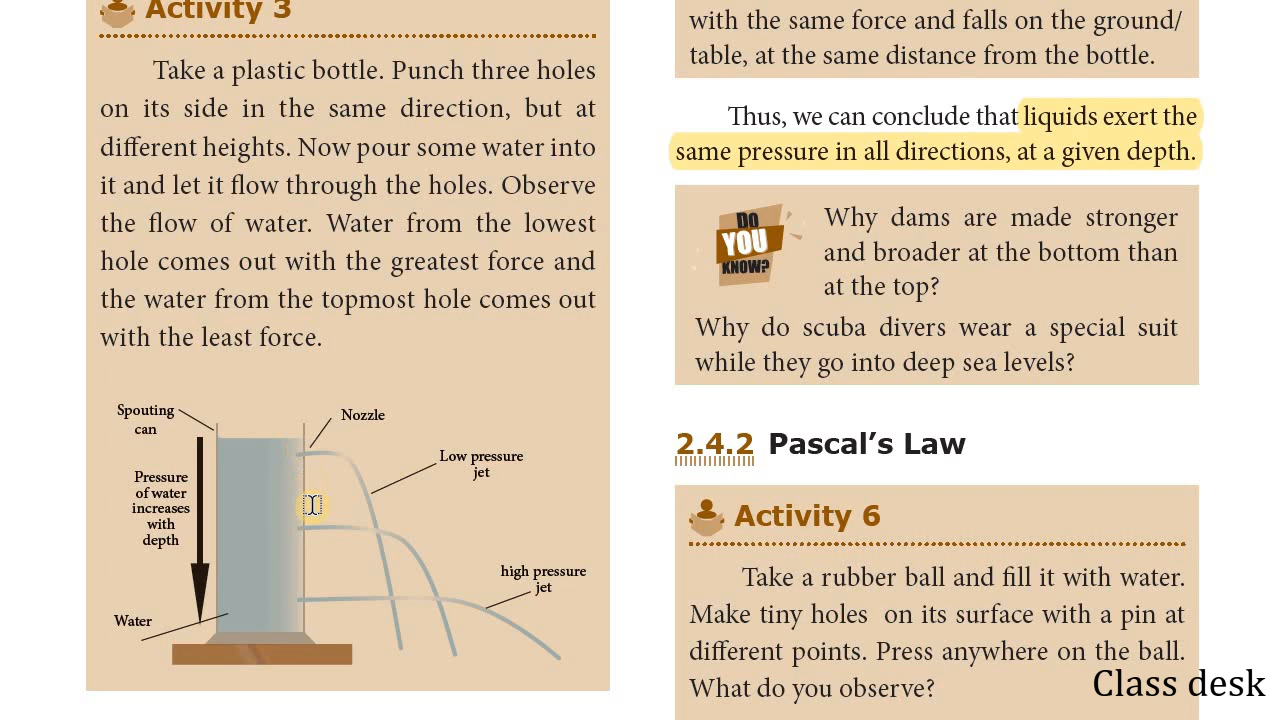 Activity 3
Take a plastic bottle. Punch three holes
on its side in the same direction, but at
different heights. Now pour some water into
it and let it flow through the holes. Observe
the flow of water. Water from the lowest
hole comes out with the greatest force and
the water from the topmost hole comes out
with the least force.
Spouting
can
Nozzle
Low pressure
jet
Pressure
of water
increases
with
depth
high pressure
jet
Water
with the same force and falls on the ground/
table, at the same distance from the bottle.
Thus, we can conclude that liquids exert the
same pressure in all directions, at a given depth.
DO
YOU
KNOW?
Why dams are made stronger
and broader at the bottom than
at the top?
Why do scuba divers wear a special suit
while they go into deep sea levels?
2.4.2 Pascal's Law
Activity 6
Take a rubber ball and fill it with water.
Make tiny holes on its surface with a pin at
different points. Press anywhere on the ball.
What do you observe?
Class desk